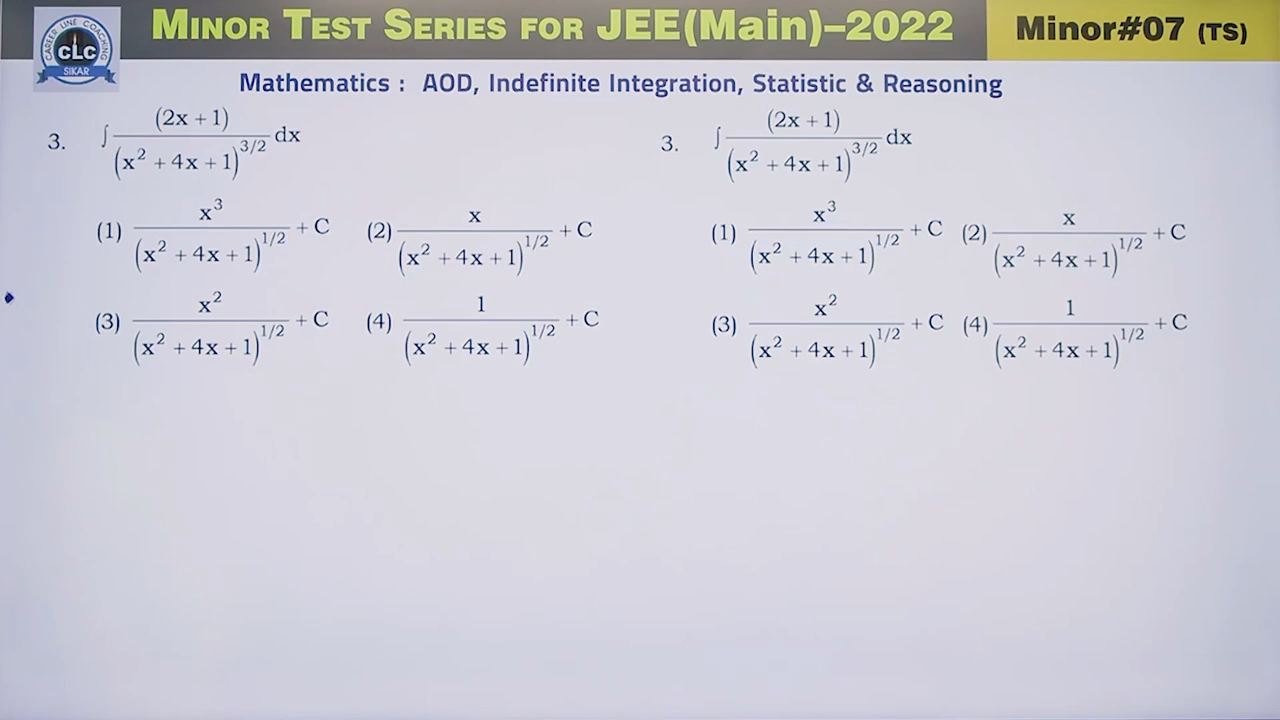 CAREER LINE COACHING
CLC
SIKAR
MINOR TEST SERIES FOR JEE(MAIN)–2022
Minor#07 (TS)
Mathematics : AOD, Indefinite Integration, Statistic & Reasoning
3. ∫ (2x + 1) / (x² + 4x + 1)^3/2 dx
(1) x³ / (x² + 4x + 1)^1/2 + C (2) x / (x² + 4x + 1)^1/2 + C
(3) x² / (x² + 4x + 1)^1/2 + C (4) 1 / (x² + 4x + 1)^1/2 + C
3. ∫ (2x + 1) / (x² + 4x + 1)^3/2 dx
(1) x³ / (x² + 4x + 1)^1/2 + C (2) x / (x² + 4x + 1)^1/2 + C
(3) x² / (x² + 4x + 1)^1/2 + C (4) 1 / (x² + 4x + 1)^1/2 + C